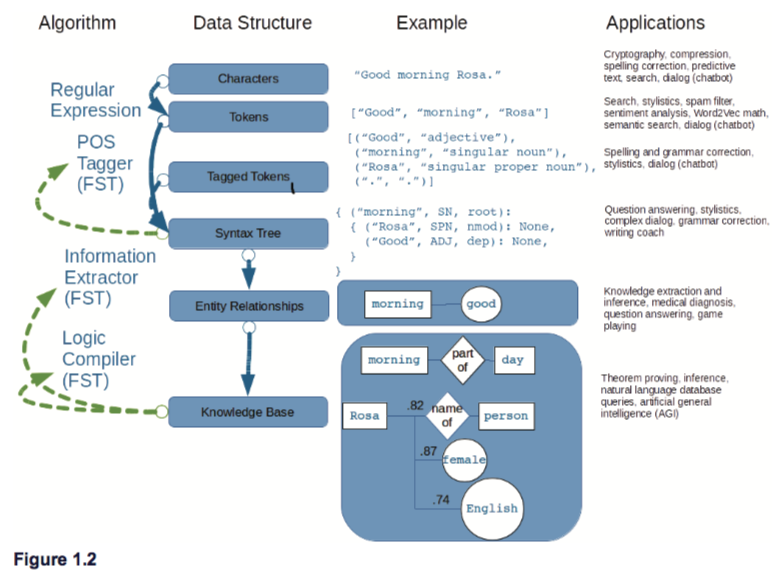 Algorithm
Data Structure
Example
Applications
Regular
Expression
POS
Tagger
(FST)
Information
Extractor
(FST)
Logic
Compiler
(FST)
Characters
Tokens
Tagged Tokens
Syntax Tree
Entity Relationships
Knowledge Base
"Good morning Rosa."
["Good", "morning", "Rosa"]
[("Good", "adjective"),
("morning", "singular noun"),
("Rosa", "singular proper noun"),
(".", ".")]
{ ("morning", SN, root):
{ ("Rosa", SPN, nmod): None,
("Good", ADJ, dep): None,
}
}
morning
good
morning
part
of
day
Rosa
.82
name
of
person
.87
female
.74
English
Cryptography, compression,
spelling correction, predictive
text, search, dialog (chatbot)
Search, stylistics, spam filter,
sentiment analysis, Word2Vec math,
semantic search, dialog (chatbot)
Spelling and grammar correction,
stylistics, dialog (chatbot)
Question answering, stylistics,
complex dialog, grammar correction,
writing coach
Knowledge extraction and
inference, medical diagnosis,
question answering, game
playing
Theorem proving, inference,
natural language database
queries, artificial general
intelligence (AGI)
Figure 1.2